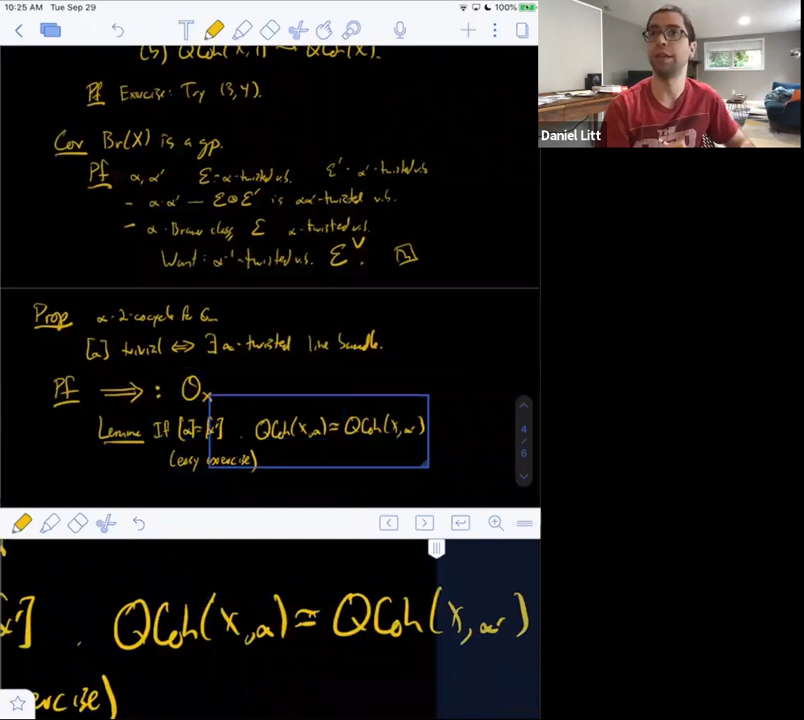 10:25 AM Tue Sep 29
100%
(5) QCoh(X, 1) → QCoh(X).
Pf Exercise: Try (3,4).
Cor Br(X) is a gp.
Pf α, α' ℰ - α-twisted v.b. ℰ' - α'-twisted v.b.
- α·α' — ℰ⊗ℰ' is αα'-twisted v.b.
- α - Brauer class, ℰ α-twisted v.b.
Want: α⁻¹-twisted v.b. ℰ^∨.
Prop α - 2-cocycle for Gm
[α] trivial ⟺ ∃ α-twisted line bundle.
Pf ⟹ : O_X
Lemma If [α]=[α'] . QCoh(X,α) ≃ QCoh(X,α')
(easy exercise)
4
/
6
α'] . QCoh(X,α) ≃ QCoh(X,α')
exercise)
Daniel Litt